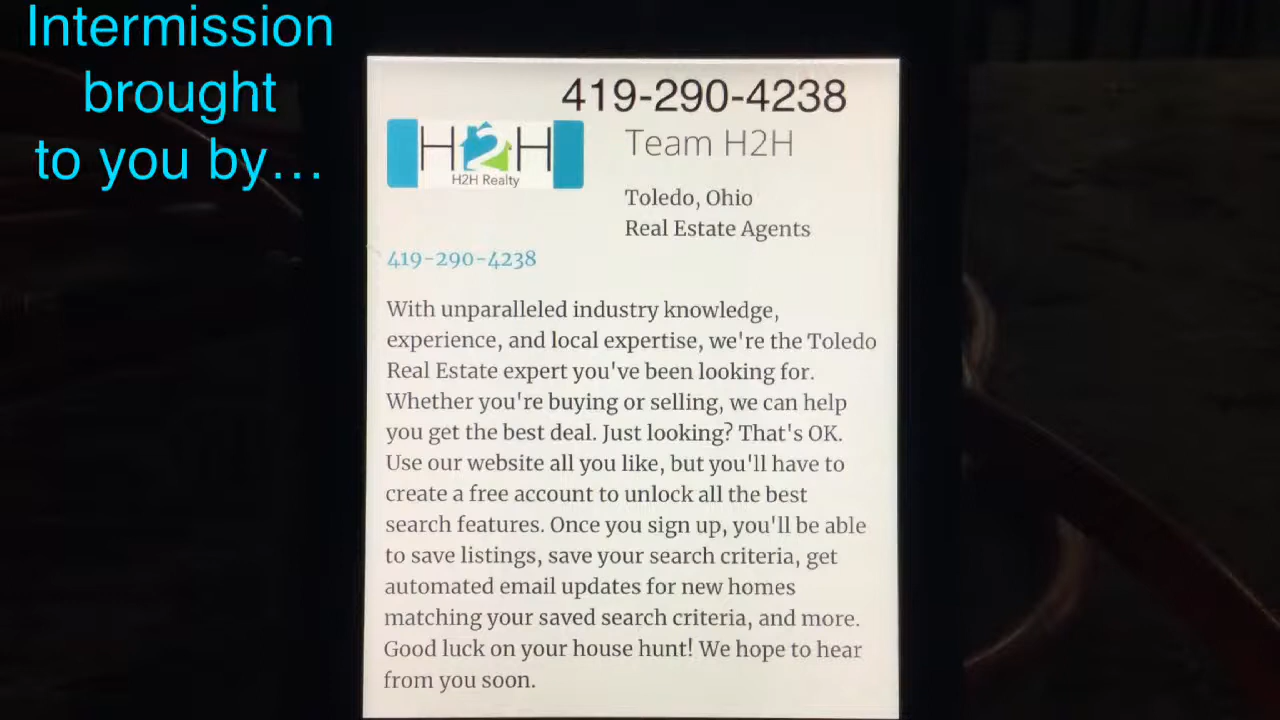 Intermission
brought
to you by…
419-290-4238
H2H
H2H Realty
Team H2H
Toledo, Ohio
Real Estate Agents
419-290-4238
With unparalleled industry knowledge,
experience, and local expertise, we're the Toledo
Real Estate expert you've been looking for.
Whether you're buying or selling, we can help
you get the best deal. Just looking? That's OK.
Use our website all you like, but you'll have to
create a free account to unlock all the best
search features. Once you sign up, you'll be able
to save listings, save your search criteria, get
automated email updates for new homes
matching your saved search criteria, and more.
Good luck on your house hunt! We hope to hear
from you soon.